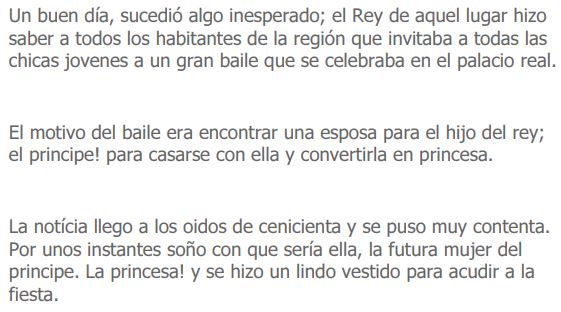 Un buen día, sucedió algo inesperado; el Rey de aquel lugar hizo
saber a todos los habitantes de la región que invitaba a todas las
chicas jovenes a un gran baile que se celebraba en el palacio real.
El motivo del baile era encontrar una esposa para el hijo del rey;
el principe! para casarse con ella y convertirla en princesa.
La notícia llego a los oidos de cenicienta y se puso muy contenta.
Por unos instantes soño con que sería ella, la futura mujer del
principe. La princesa! y se hizo un lindo vestido para acudir a la
fiesta.